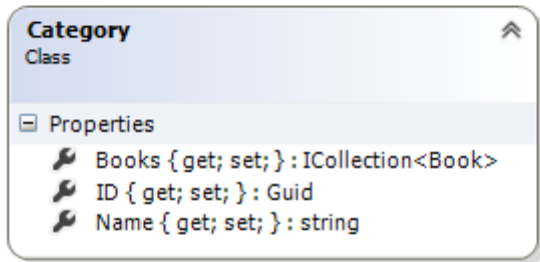 Category
Class
Properties
Books { get; set; } : ICollection<Book>
ID { get; set; } : Guid
Name { get; set; } : string